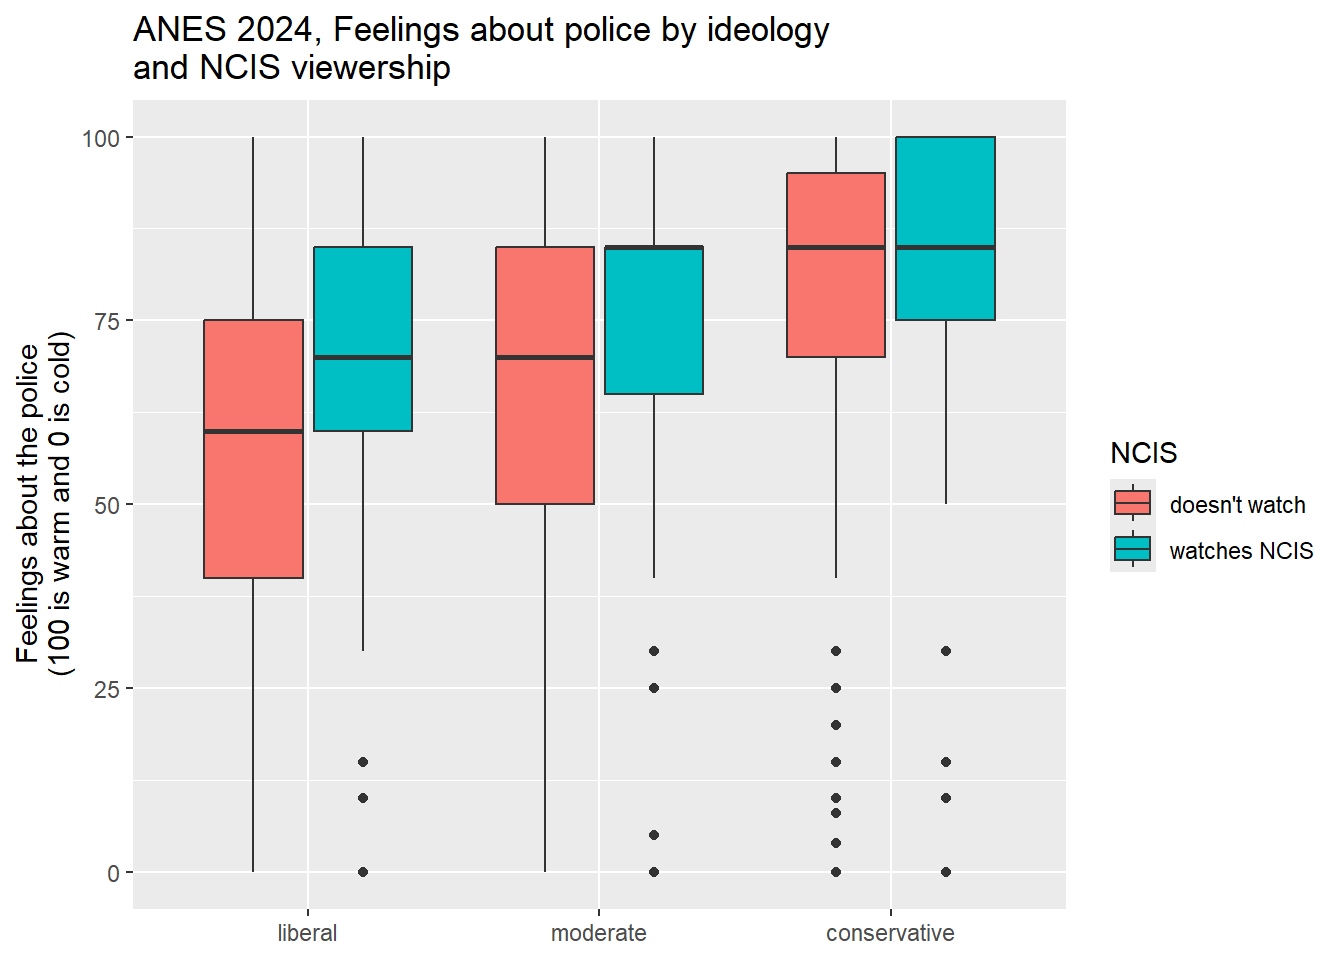 ANES 2024, Feelings about police by ideology
and NCIS viewership
Feelings about the police
(100 is warm and 0 is cold)
100
75
50
25
0
liberal
moderate
conservative
NCIS
doesn't watch
watches NCIS